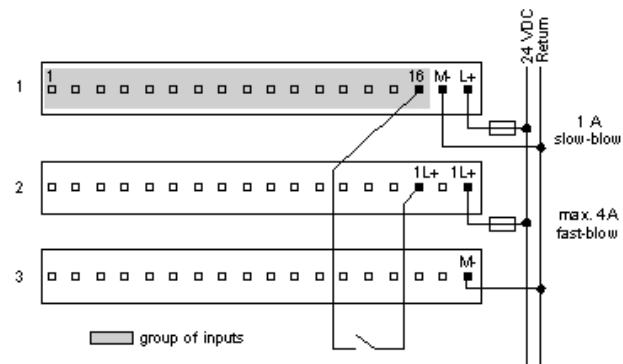 24 VDC
Return
1
1
16 M- L+
1 A
slow-blow
2
1L+ 1L+
max. 4A
fast-blow
3
M-
group of inputs